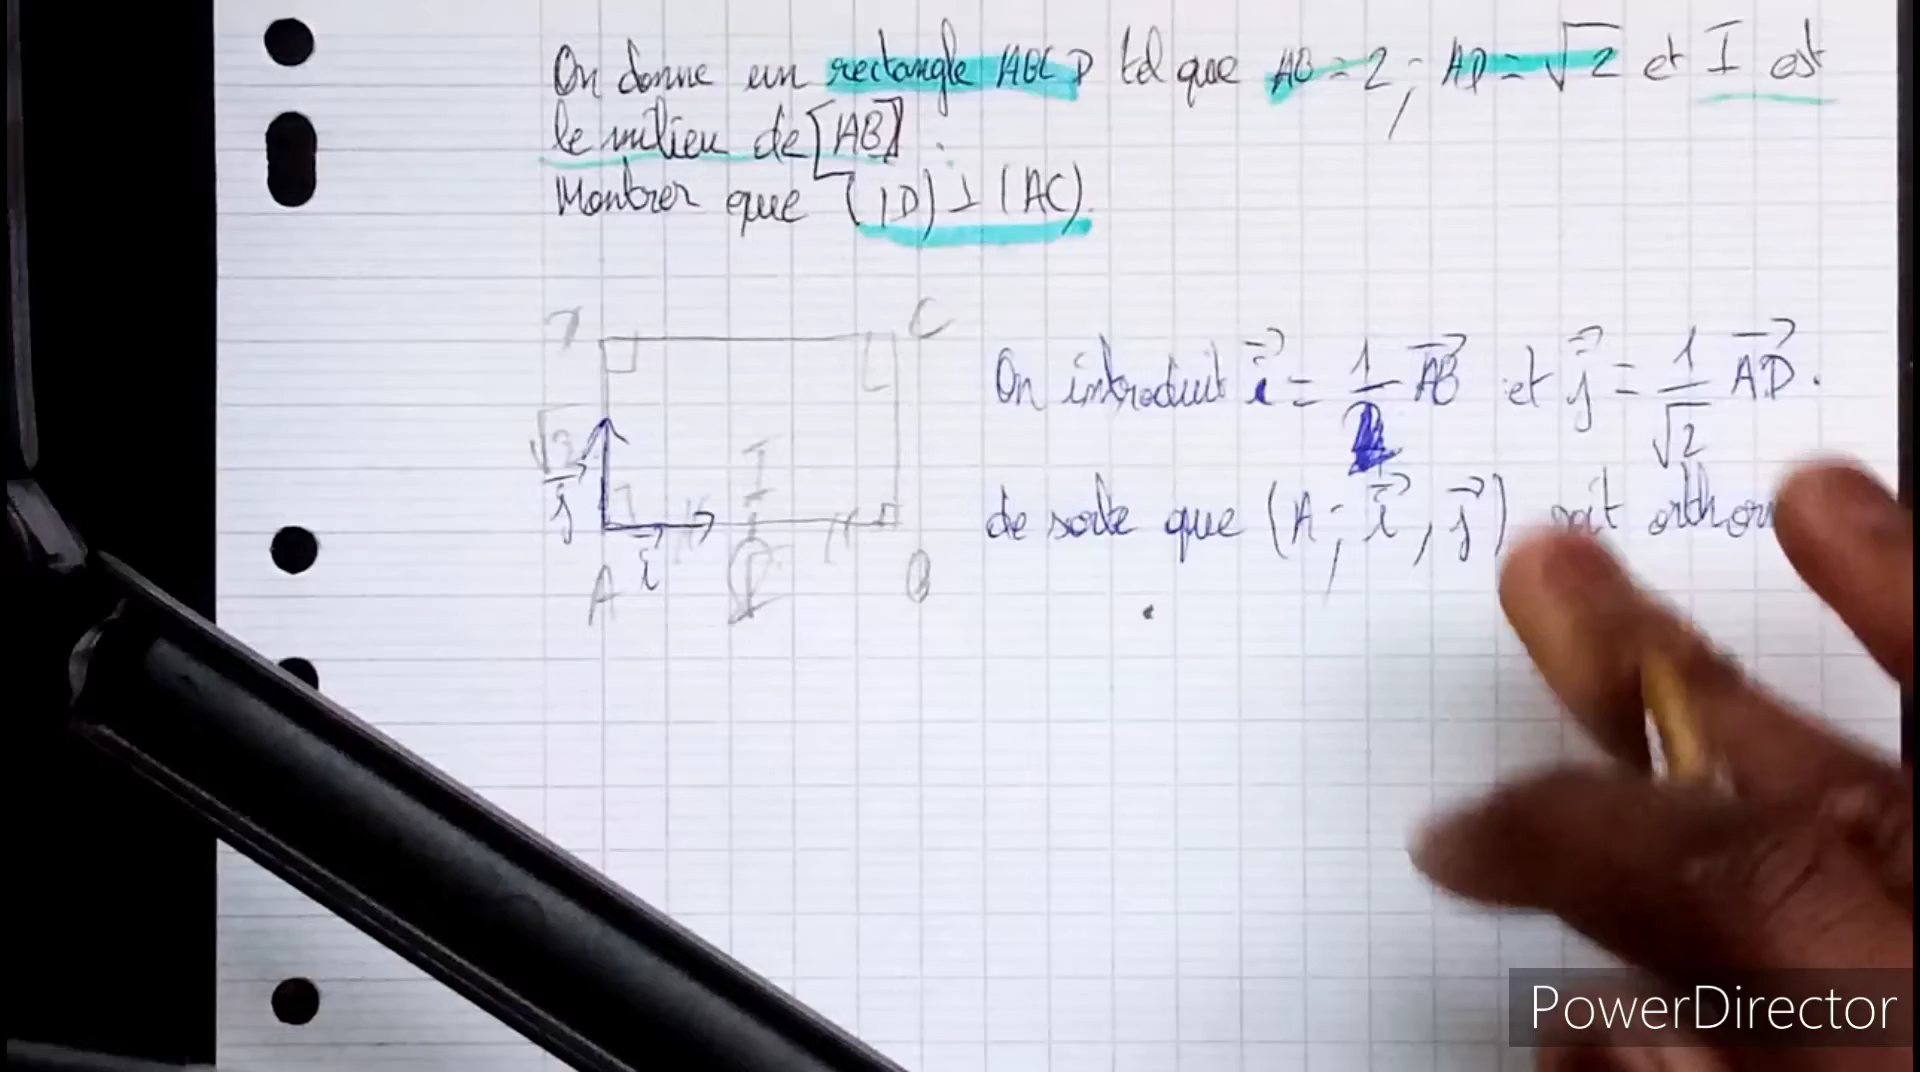 On donne un rectangle ABCD tel que AB = 2 ; AD = √2 et I est
le milieu de [AB].
Montrer que (ID) ⊥ (AC).
D C
On introduit i⃗ = 1/2 AB⃗ et j⃗ = 1/√2 AD⃗.
√2
j⃗
I
de sorte que (A ; i⃗, j⃗) soit
A i⃗ I B
PowerDirector